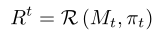 R^t = \mathcal{R}(M_t, \pi_t)